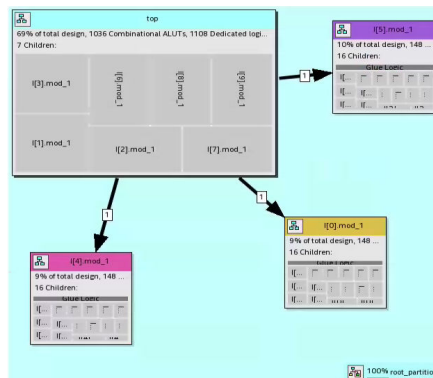 top
69% of total design, 1036 Combinational ALUTs, 1108 Dedicated logi...
7 Children:
I[3].mod_1
I[6].mod_1
I[8].mod_1
I[9].mod_1
I[1].mod_1
I[2].mod_1
I[7].mod_1
I[5].mod_1
10% of total design, 148 ...
16 Children:
Glue Logic
I[...
I[... I[...
I[... I[...
1
1
1
I[4].mod_1
9% of total design, 148 ...
16 Children:
Glue Logic
I[...
I[... I[...
I[... I[...
I[0].mod_1
9% of total design, 148 ...
16 Children:
Glue Logic
I[...
I[... I[...
I[... I[...
100% root_partitio